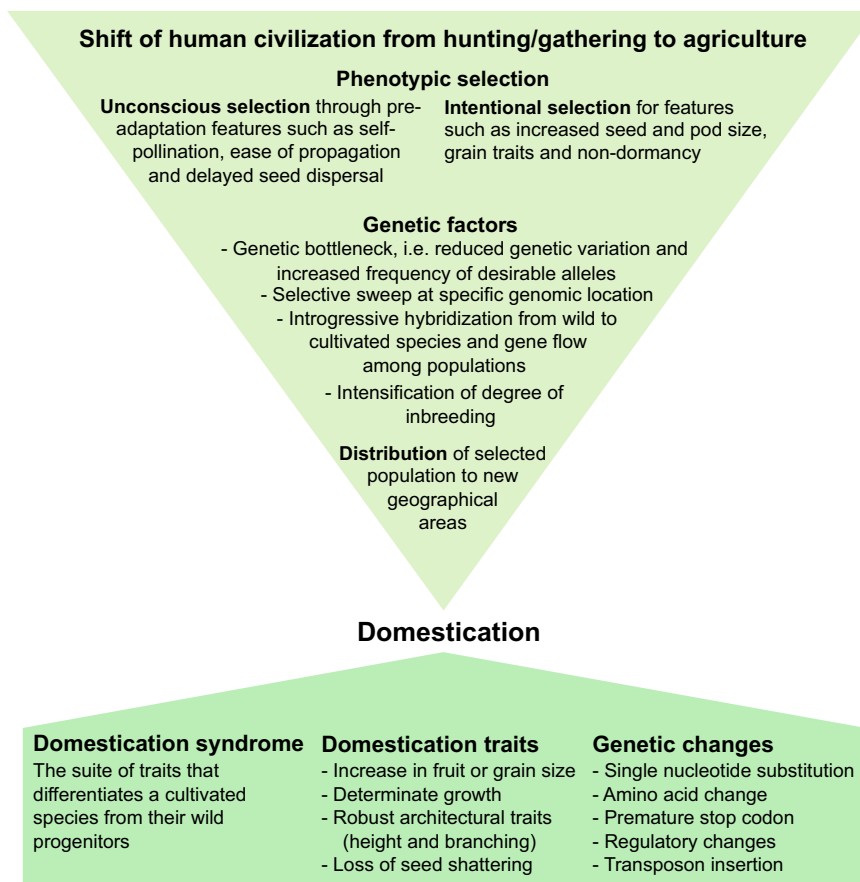 Shift of human civilization from hunting/gathering to agriculture
Phenotypic selection
Unconscious selection through pre-
adaptation features such as self-
pollination, ease of propagation
and delayed seed dispersal
Intentional selection for features
such as increased seed and pod size,
grain traits and non-dormancy
Genetic factors
- Genetic bottleneck, i.e. reduced genetic variation and
increased frequency of desirable alleles
- Selective sweep at specific genomic location
- Introgressive hybridization from wild to
cultivated species and gene flow
among populations
- Intensification of degree of
inbreeding
Distribution of selected
population to new
geographical
areas
Domestication
Domestication syndrome
The suite of traits that
differentiates a cultivated
species from their wild
progenitors
Domestication traits
- Increase in fruit or grain size
- Determinate growth
- Robust architectural traits
(height and branching)
- Loss of seed shattering
Genetic changes
- Single nucleotide substitution
- Amino acid change
- Premature stop codon
- Regulatory changes
- Transposon insertion